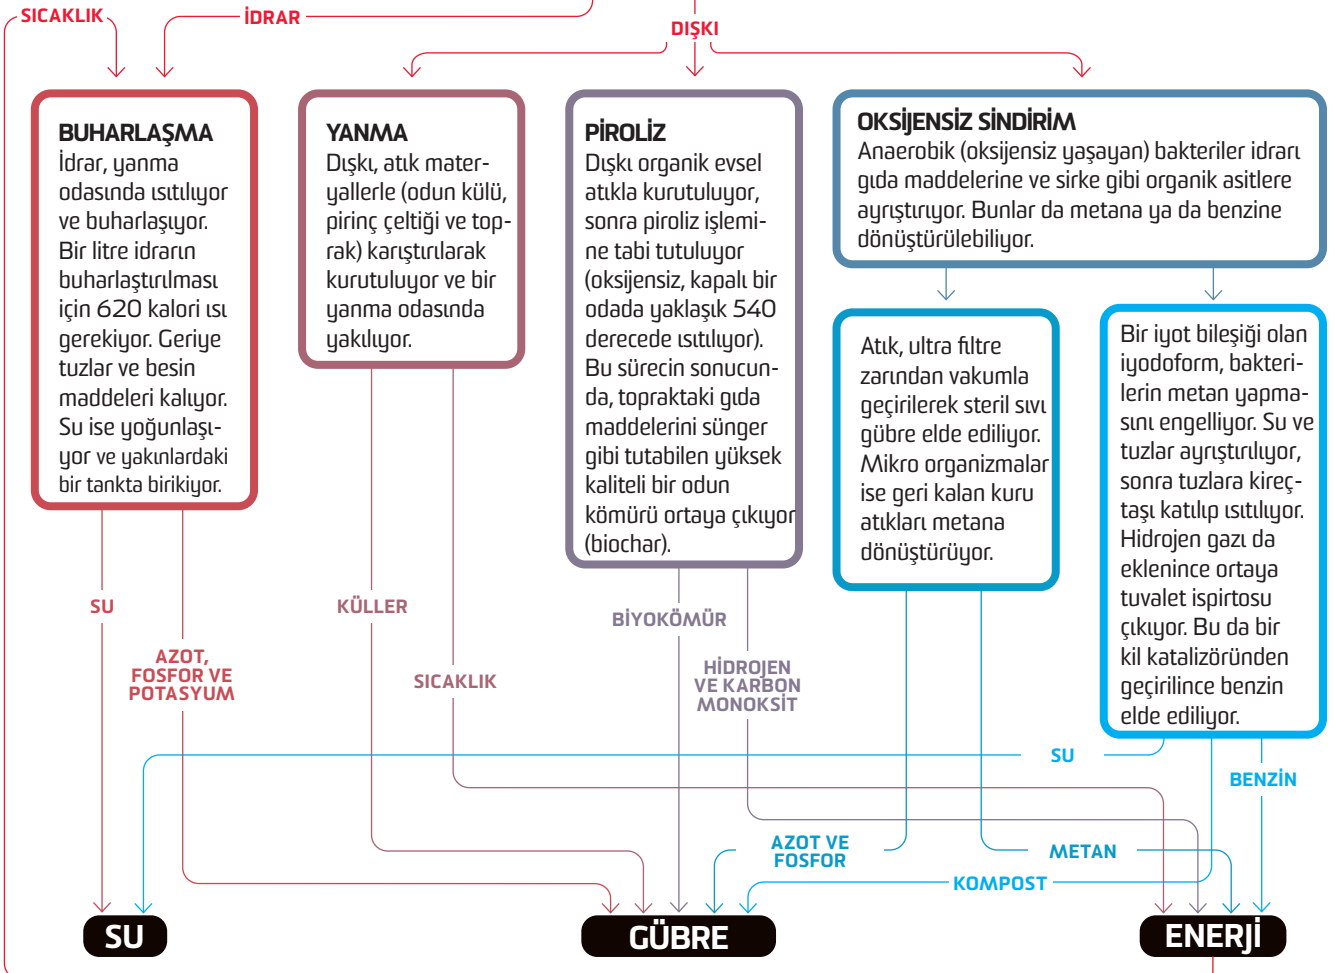 SICAKLIK
İDRAR
DIŞKI
BUHARLAŞMA
İdrar, yanma
odasında ısıtılıyor
ve buharlaşıyor.
Bir litre idrarın
buharlaştırılması
için 620 kalori ısı
gerekiyor. Geriye
tuzlar ve besin
maddeleri kalıyor.
Su ise yoğunlaşı-
yor ve yakınlardaki
bir tankta birikiyor.
YANMA
Dışkı, atık mater-
yallerle (odun külü,
pirinç çeltiği ve top-
rak) karıştırılarak
kurutuluyor ve bir
yanma odasında
yakılıyor.
PİROLİZ
Dışkı organik evsel
atıkla kurutuluyor,
sonra piroliz işlemi-
ne tabi tutuluyor
(oksijensiz, kapalı bir
odada yaklaşık 540
derecede ısıtılıyor).
Bu sürecin sonucun-
da, topraktaki gıda
maddelerini sünger
gibi tutabilen yüksek
kaliteli bir odun
kömürü ortaya çıkıyor
(biochar).
OKSİJENSİZ SİNDİRİM
Anaerobik (oksijensiz yaşayan) bakteriler idrarı
gıda maddelerine ve sirke gibi organik asitlere
ayrıştırıyor. Bunlar da metana ya da benzine
dönüştürülebiliyor.
Atık, ultra filtre
zarından vakumla
geçirilerek steril sıvı
gübre elde ediliyor.
Mikro organizmalar
ise geri kalan kuru
atıkları metana
dönüştürüyor.
Bir iyot bileşiği olan
iyodoform, bakteri-
lerin metan yapma-
sını engelliyor. Su ve
tuzlar ayrıştırılıyor,
sonra tuzlara kireç-
taşı katılıp ısıtılıyor.
Hidrojen gazı da
eklenince ortaya
tuvalet ispirtosu
çıkıyor. Bu da bir
kil katalizöründen
geçirilince benzin
elde ediliyor.
SU
AZOT,
FOSFOR VE
POTASYUM
KÜLLER
SICAKLIK
BİYOKÖMÜR
HİDROJEN
VE KARBON
MONOKSİT
SU
BENZİN
AZOT VE
FOSFOR
METAN
KOMPOST
SU
GÜBRE
ENERJİ